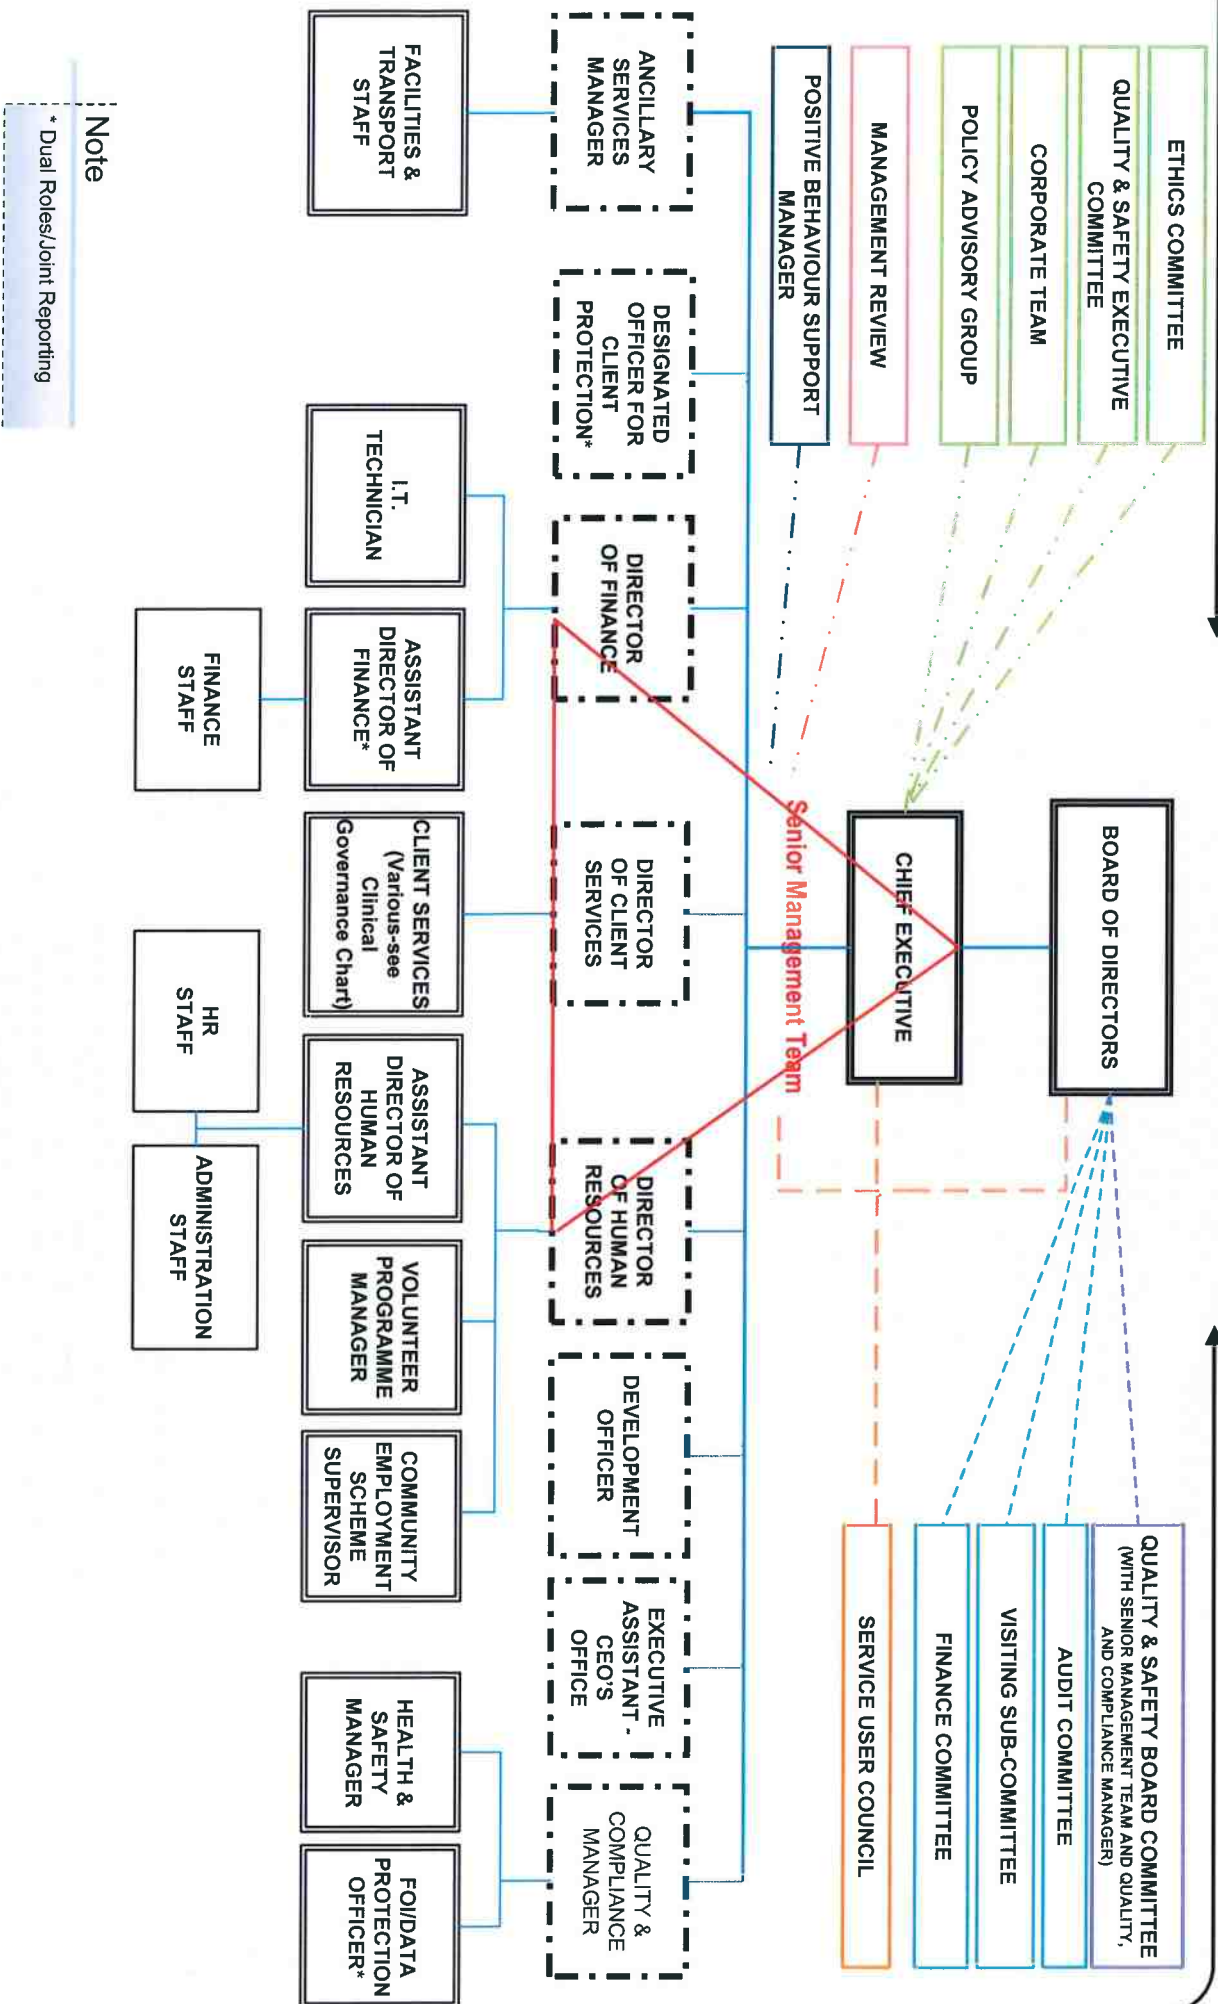 ETHICS COMMITTEE
QUALITY & SAFETY EXECUTIVE
COMMITTEE
CORPORATE TEAM
POLICY ADVISORY GROUP
MANAGEMENT REVIEW
POSITIVE BEHAVIOUR SUPPORT
MANAGER
BOARD OF DIRECTORS
CHIEF EXECUTIVE
Senior Management Team
QUALITY & SAFETY BOARD COMMITTEE
(WITH SENIOR MANAGEMENT TEAM AND QUALITY,
AND COMPLIANCE MANAGER)
AUDIT COMMITTEE
VISITING SUB-COMMITTEE
FINANCE COMMITTEE
SERVICE USER COUNCIL
ANCILLARY
SERVICES
MANAGER
DESIGNATED
OFFICER FOR
CLIENT
PROTECTION*
DIRECTOR
OF FINANCE
DIRECTOR
OF CLIENT
SERVICES
DIRECTOR
OF HUMAN
RESOURCES
DEVELOPMENT
OFFICER
EXECUTIVE
ASSISTANT -
CEO'S
OFFICE
QUALITY &
COMPLIANCE
MANAGER
FACILITIES &
TRANSPORT
STAFF
I.T.
TECHNICIAN
ASSISTANT
DIRECTOR OF
FINANCE*
CLIENT SERVICES
(Various-see
Clinical
Governance Chart)
ASSISTANT
DIRECTOR OF
HUMAN
RESOURCES
VOLUNTEER
PROGRAMME
MANAGER
COMMUNITY
EMPLOYMENT
SCHEME
SUPERVISOR
HEALTH &
SAFETY
MANAGER
FOI/DATA
PROTECTION
OFFICER*
FINANCE
STAFF
HR
STAFF
ADMINISTRATION
STAFF
Note
* Dual Roles/Joint Reporting